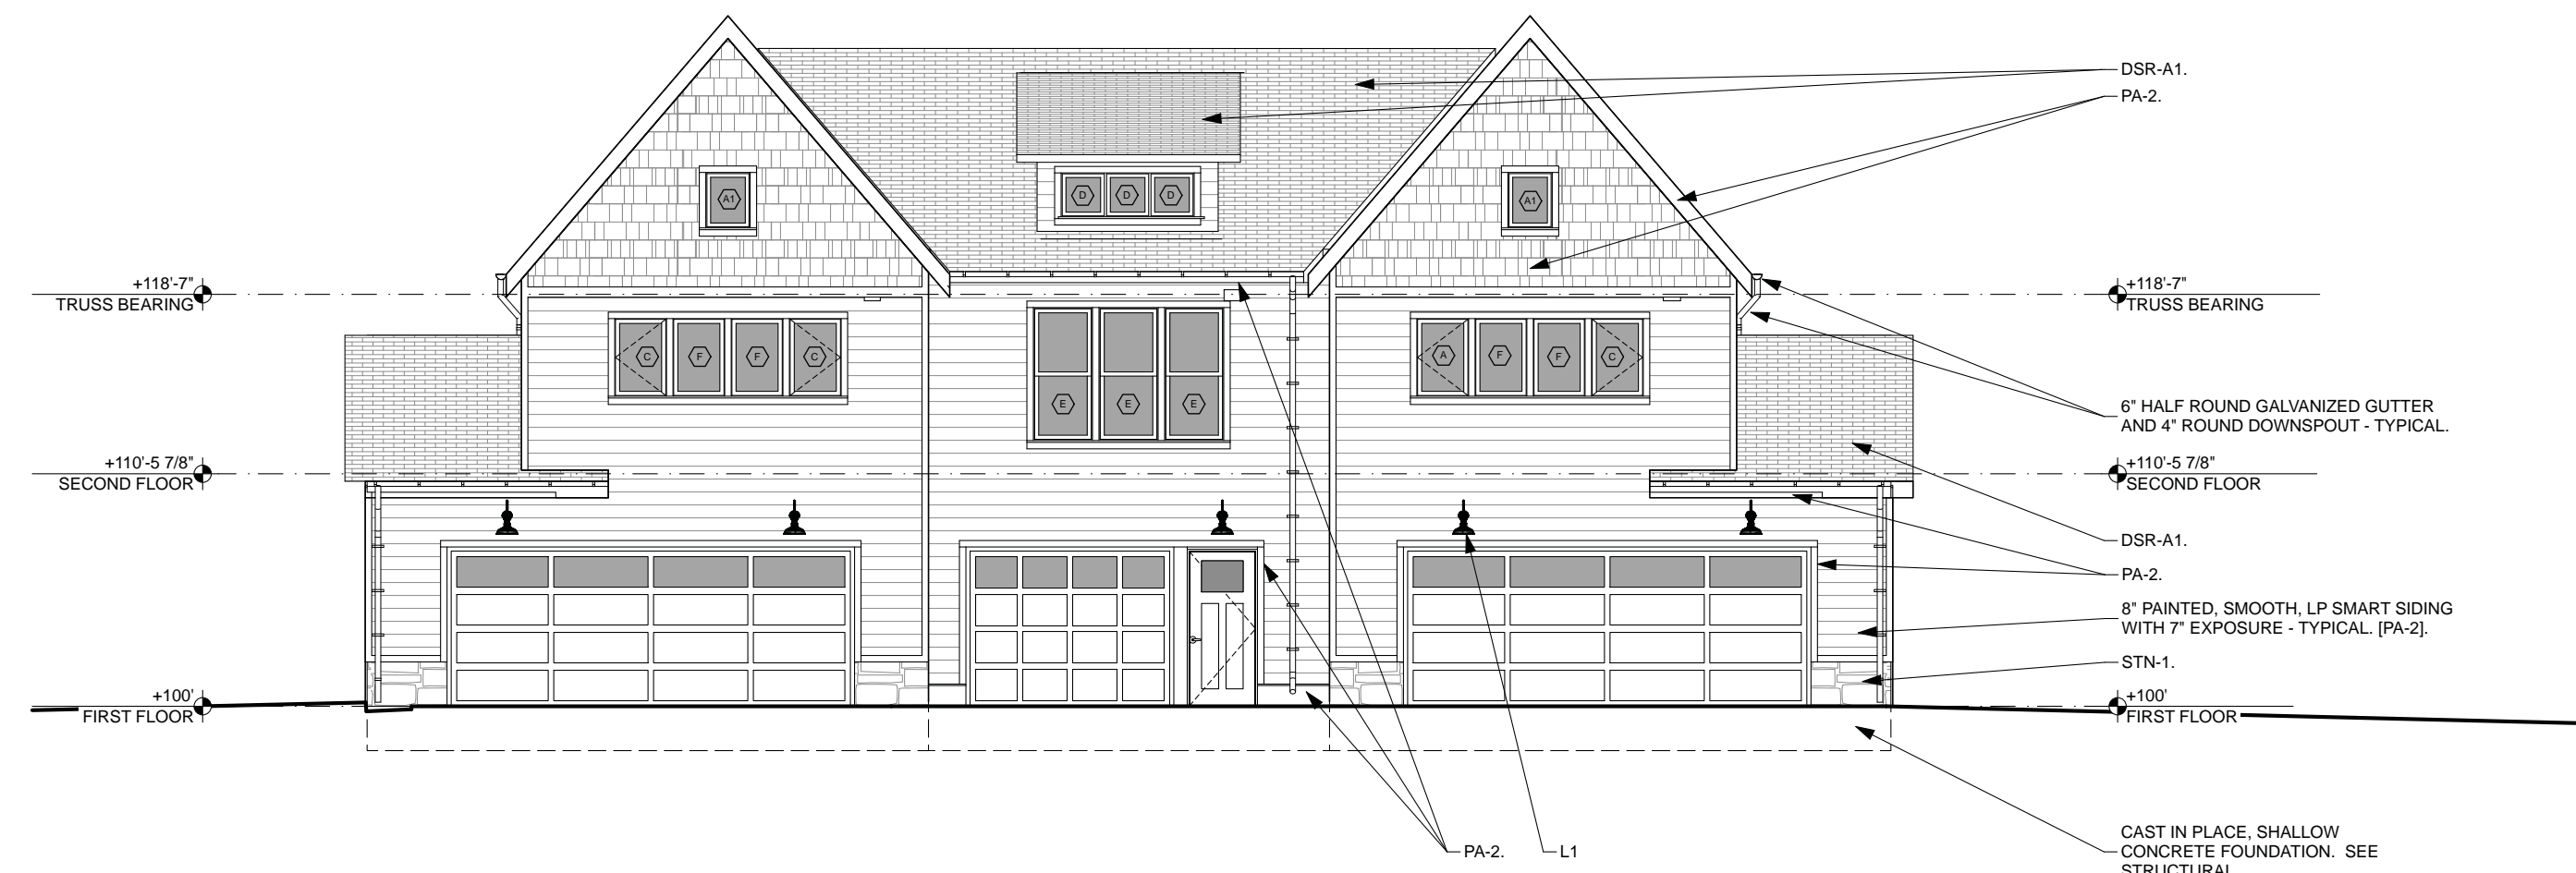 DSR-A1.
PA-2.
A1
D
D
D
A1
+118'-7"
TRUSS BEARING
+118'-7"
TRUSS BEARING
C
F
F
C
E
E
E
A
F
F
C
6" HALF ROUND GALVANIZED GUTTER
AND 4" ROUND DOWNSPOUT - TYPICAL.
+110'-5 7/8"
SECOND FLOOR
+110'-5 7/8"
SECOND FLOOR
DSR-A1.
PA-2.
8" PAINTED, SMOOTH, LP SMART SIDING
WITH 7" EXPOSURE - TYPICAL. [PA-2].
STN-1.
+100'
FIRST FLOOR
+100'
FIRST FLOOR
PA-2.
L1
CAST IN PLACE, SHALLOW
CONCRETE FOUNDATION.  SEE
STRUCTURAL